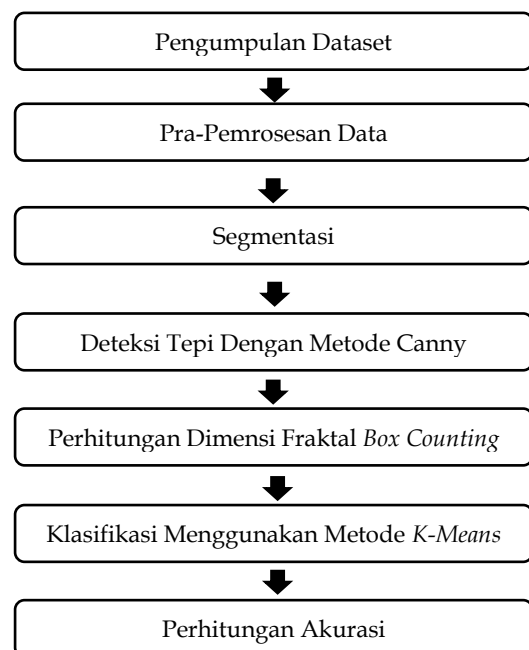 Pengumpulan Dataset
Pra-Pemrosesan Data
Segmentasi
Deteksi Tepi Dengan Metode Canny
Perhitungan Dimensi Fraktal Box Counting
Klasifikasi Menggunakan Metode K-Means
Perhitungan Akurasi